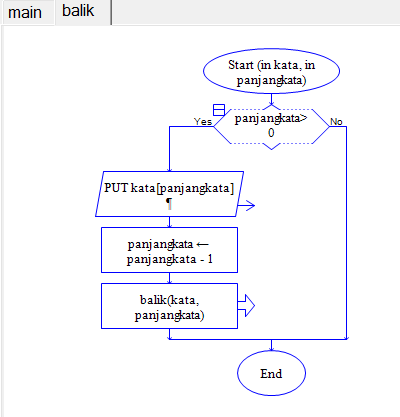 main
balik
Start (in kata, in
panjangkata)
panjangkata>
0
Yes
No
PUT kata[panjangkata]
¶
panjangkata ←
panjangkata - 1
balik(kata,
panjangkata)
End